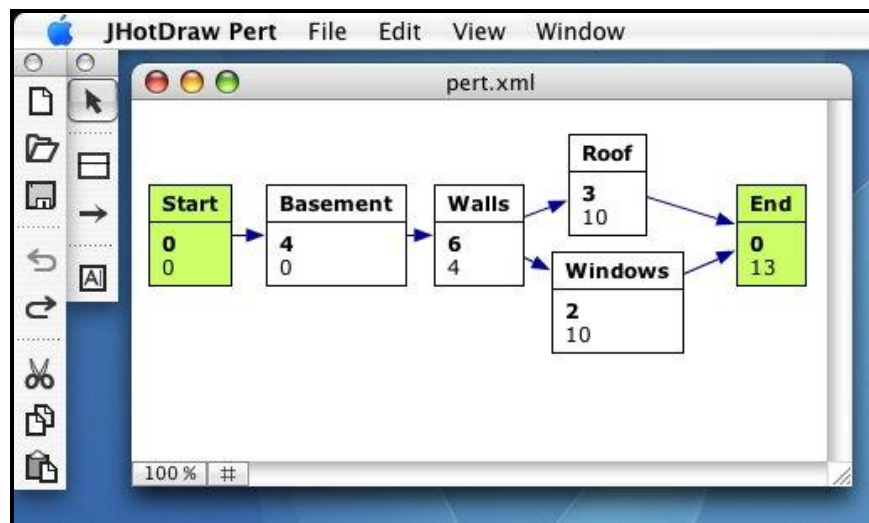 JHotDraw Pert File Edit View Window
pert.xml
Start
0
0
Basement
4
0
Walls
6
4
Roof
3
10
Windows
2
10
End
0
13
A
100 %